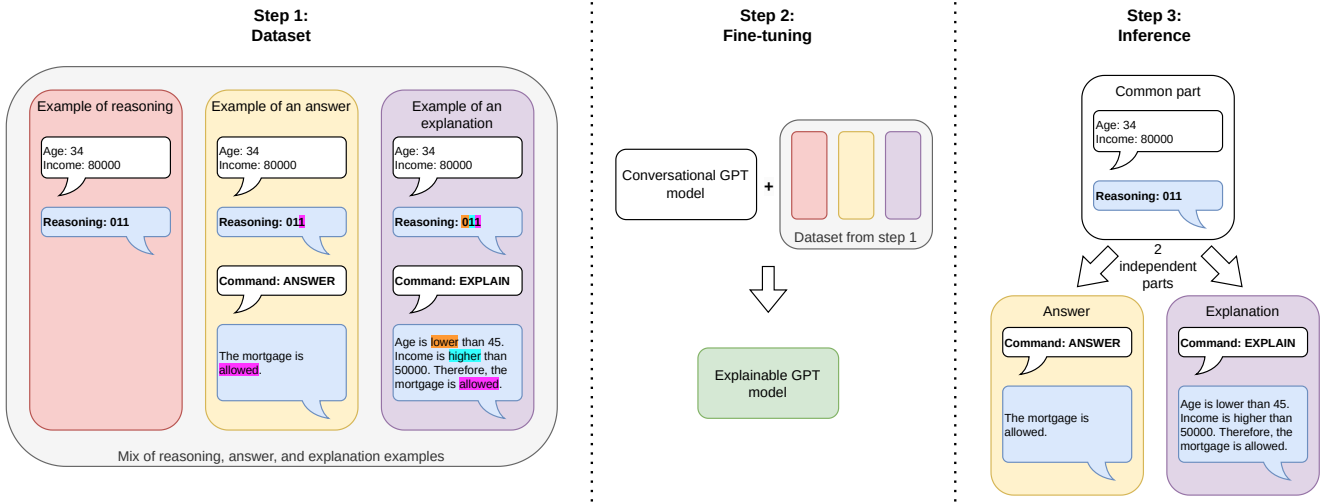 Step 1:
Dataset
Example of reasoning
Age: 34
Income: 80000
Reasoning: 011
Example of an answer
Age: 34
Income: 80000
Reasoning: 011
Command: ANSWER
The mortgage is
allowed.
Example of an
explanation
Age: 34
Income: 80000
Reasoning: 011
Command: EXPLAIN
Age is lower than 45.
Income is higher than
50000. Therefore, the
mortgage is allowed.
Mix of reasoning, answer, and explanation examples
Step 2:
Fine-tuning
Conversational GPT
model
+
Dataset from step 1
Explainable GPT
model
Step 3:
Inference
Common part
Age: 34
Income: 80000
Reasoning: 011
2
independent
parts
Answer
Command: ANSWER
The mortgage is
allowed.
Explanation
Command: EXPLAIN
Age is lower than 45.
Income is higher than
50000. Therefore, the
mortgage is allowed.